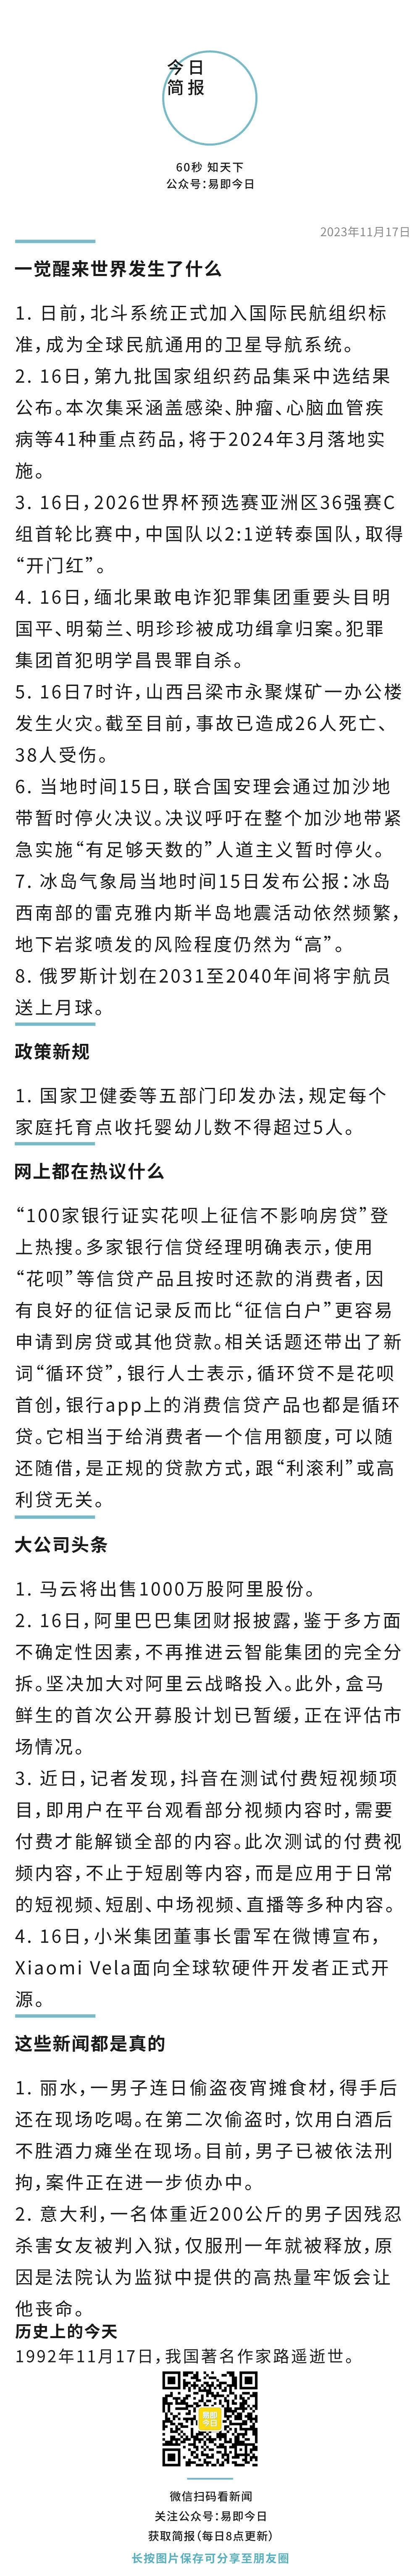 今日
简报
60秒 知天下
公众号：易即今日
2023年11月17日
一觉醒来世界发生了什么
1. 日前，北斗系统正式加入国际民航组织标
准，成为全球民航通用的卫星导航系统。
2. 16日，第九批国家组织药品集采中选结果
公布。本次集采涵盖感染、肿瘤、心脑血管疾
病等41种重点药品，将于2024年3月落地实
施。
3. 16日，2026世界杯预选赛亚洲区36强赛C
组首轮比赛中，中国队以2:1逆转泰国队，取得
“开门红”。
4. 16日，缅北果敢电诈犯罪集团重要头目明
国平、明菊兰、明珍珍被成功缉拿归案。犯罪
集团首犯明学昌畏罪自杀。
5. 16日7时许，山西吕梁市永聚煤矿一办公楼
发生火灾。截至目前，事故已造成26人死亡、
38人受伤。
6. 当地时间15日，联合国安理会通过加沙地
带暂时停火决议。决议呼吁在整个加沙地带紧
急实施“有足够天数的”人道主义暂时停火。
7. 冰岛气象局当地时间15日发布公报：冰岛
西南部的雷克雅内斯半岛地震活动依然频繁，
地下岩浆喷发的风险程度仍然为“高”。
8. 俄罗斯计划在2031至2040年间将宇航员
送上月球。
政策新规
1. 国家卫健委等五部门印发办法，规定每个
家庭托育点收托婴幼儿数不得超过5人。
网上都在热议什么
“100家银行证实花呗上征信不影响房贷”登
上热搜。多家银行信贷经理明确表示，使用
“花呗”等信贷产品且按时还款的消费者，因
有良好的征信记录反而比“征信白户”更容易
申请到房贷或其他贷款。相关话题还带出了新
词“循环贷”，银行人士表示，循环贷不是花呗
首创，银行app上的消费信贷产品也都是循环
贷。它相当于给消费者一个信用额度，可以随
还随借，是正规的贷款方式，跟“利滚利”或高
利贷无关。
大公司头条
1. 马云将出售1000万股阿里股份。
2. 16日，阿里巴巴集团财报披露，鉴于多方面
不确定性因素，不再推进云智能集团的完全分
拆。坚决加大对阿里云战略投入。此外，盒马
鲜生的首次公开募股计划已暂缓，正在评估市
场情况。
3. 近日，记者发现，抖音在测试付费短视频项
目，即用户在平台观看部分视频内容时，需要
付费才能解锁全部的内容。此次测试的付费视
频内容，不止于短剧等内容，而是应用于日常
的短视频、短剧、中场视频、直播等多种内容。
4. 16日，小米集团董事长雷军在微博宣布，
Xiaomi Vela面向全球软硬件开发者正式开
源。
这些新闻都是真的
1. 丽水，一男子连日偷盗夜宵摊食材，得手后
还在现场吃喝。在第二次偷盗时，饮用白酒后
不胜酒力瘫坐在现场。目前，男子已被依法刑
拘，案件正在进一步侦办中。
2. 意大利，一名体重近200公斤的男子因残忍
杀害女友被判入狱，仅服刑一年就被释放，原
因是法院认为监狱中提供的高热量牢饭会让
他丧命。
历史上的今天
1992年11月17日，我国著名作家路遥逝世。
易即
今日
微信扫码看新闻
关注公众号：易即今日
获取简报（每日8点更新）
长按图片保存可分享至朋友圈